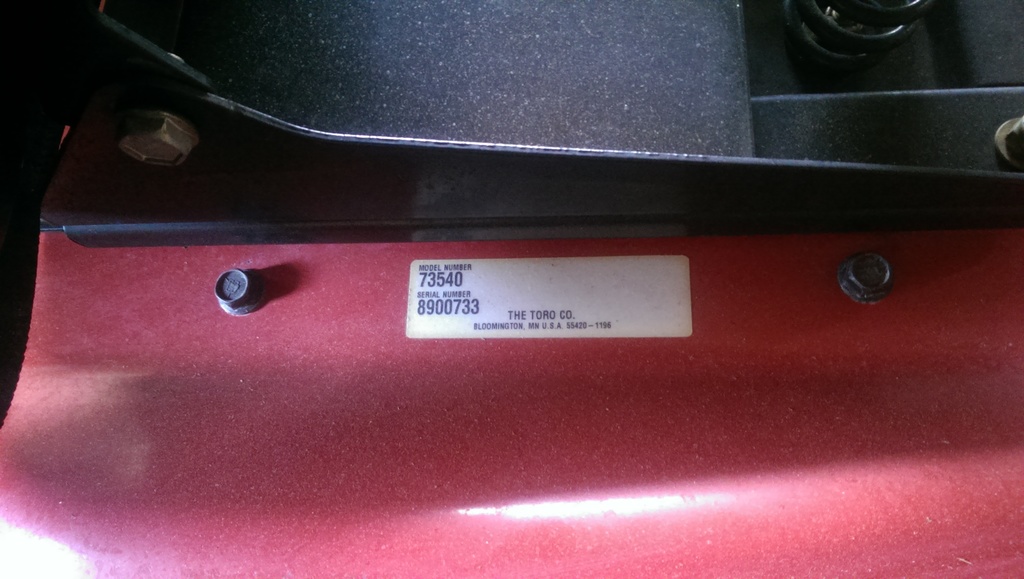 MODEL NUMBER
73540
SERIAL NUMBER
8900733
THE TORO CO.
BLOOMINGTON, MN U.S.A. 55420-1196